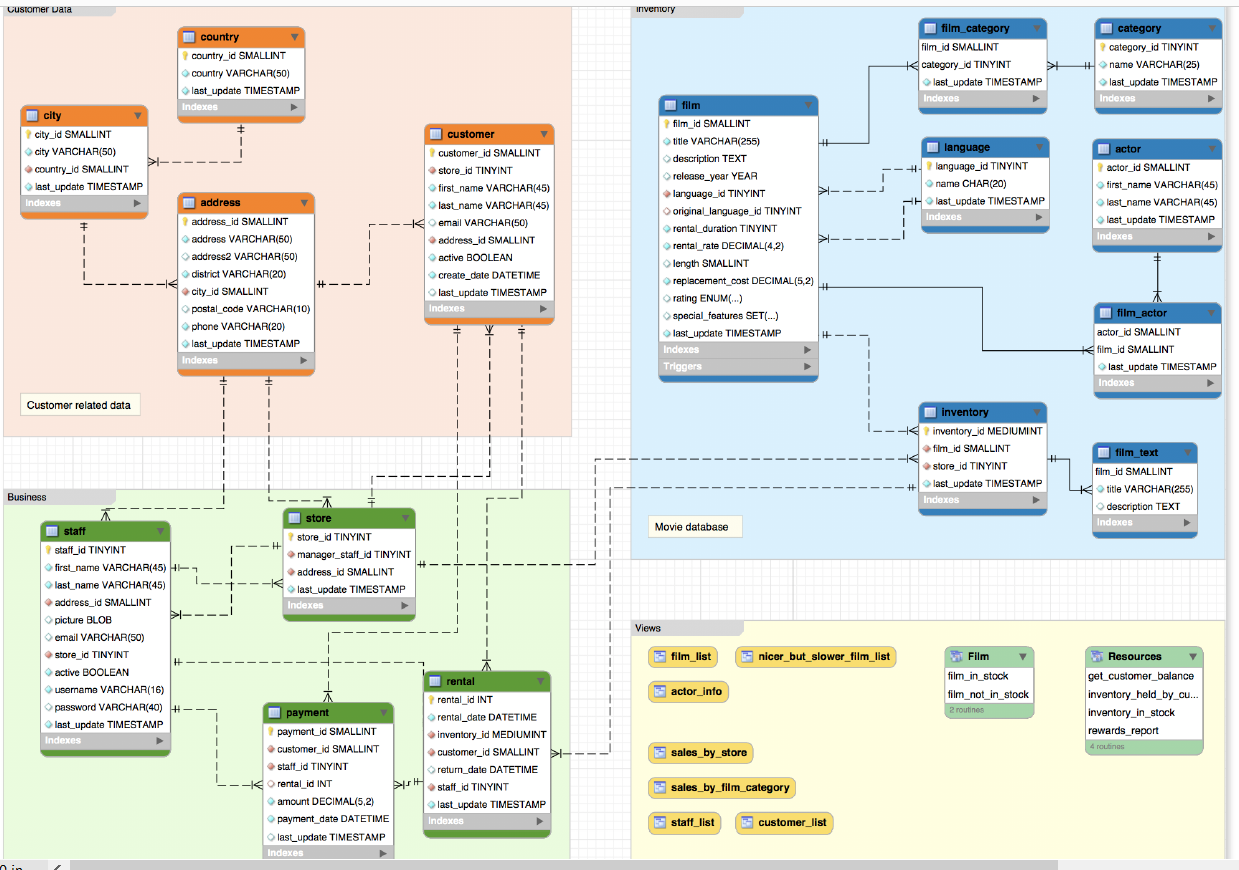 Customer Data
country
country_id SMALLINT
country VARCHAR(50)
last_update TIMESTAMP
Indexes
city
city_id SMALLINT
city VARCHAR(50)
country_id SMALLINT
last_update TIMESTAMP
Indexes
address
address_id SMALLINT
address VARCHAR(50)
address2 VARCHAR(50)
district VARCHAR(20)
city_id SMALLINT
postal_code VARCHAR(10)
phone VARCHAR(20)
last_update TIMESTAMP
Indexes
customer
customer_id SMALLINT
store_id TINYINT
first_name VARCHAR(45)
last_name VARCHAR(45)
email VARCHAR(50)
address_id SMALLINT
active BOOLEAN
create_date DATETIME
last_update TIMESTAMP
Indexes
Customer related data
Inventory
film
film_id SMALLINT
title VARCHAR(255)
description TEXT
release_year YEAR
language_id TINYINT
original_language_id TINYINT
rental_duration TINYINT
rental_rate DECIMAL(4,2)
length SMALLINT
replacement_cost DECIMAL(5,2)
rating ENUM(...)
special_features SET(...)
last_update TIMESTAMP
Indexes
Triggers
film_category
film_id SMALLINT
category_id TINYINT
last_update TIMESTAMP
Indexes
category
category_id TINYINT
name VARCHAR(25)
last_update TIMESTAMP
Indexes
language
language_id TINYINT
name CHAR(20)
last_update TIMESTAMP
Indexes
actor
actor_id SMALLINT
first_name VARCHAR(45)
last_name VARCHAR(45)
last_update TIMESTAMP
Indexes
film_actor
actor_id SMALLINT
film_id SMALLINT
last_update TIMESTAMP
Indexes
inventory
inventory_id MEDIUMINT
film_id SMALLINT
store_id TINYINT
last_update TIMESTAMP
Indexes
film_text
film_id SMALLINT
title VARCHAR(255)
description TEXT
Indexes
Movie database
Business
staff
staff_id TINYINT
first_name VARCHAR(45)
last_name VARCHAR(45)
address_id SMALLINT
picture BLOB
email VARCHAR(50)
store_id TINYINT
active BOOLEAN
username VARCHAR(16)
password VARCHAR(40)
last_update TIMESTAMP
Indexes
store
store_id TINYINT
manager_staff_id TINYINT
address_id SMALLINT
last_update TIMESTAMP
Indexes
payment
payment_id SMALLINT
customer_id SMALLINT
staff_id TINYINT
rental_id INT
amount DECIMAL(5,2)
payment_date DATETIME
last_update TIMESTAMP
Indexes
rental
rental_id INT
rental_date DATETIME
inventory_id MEDIUMINT
customer_id SMALLINT
return_date DATETIME
staff_id TINYINT
last_update TIMESTAMP
Indexes
Views
film_list
nicer_but_slower_film_list
actor_info
sales_by_store
sales_by_film_category
staff_list
customer_list
Film
film_in_stock
film_not_in_stock
2 routines
Resources
get_customer_balance
inventory_held_by_cu...
inventory_in_stock
rewards_report
4 routines